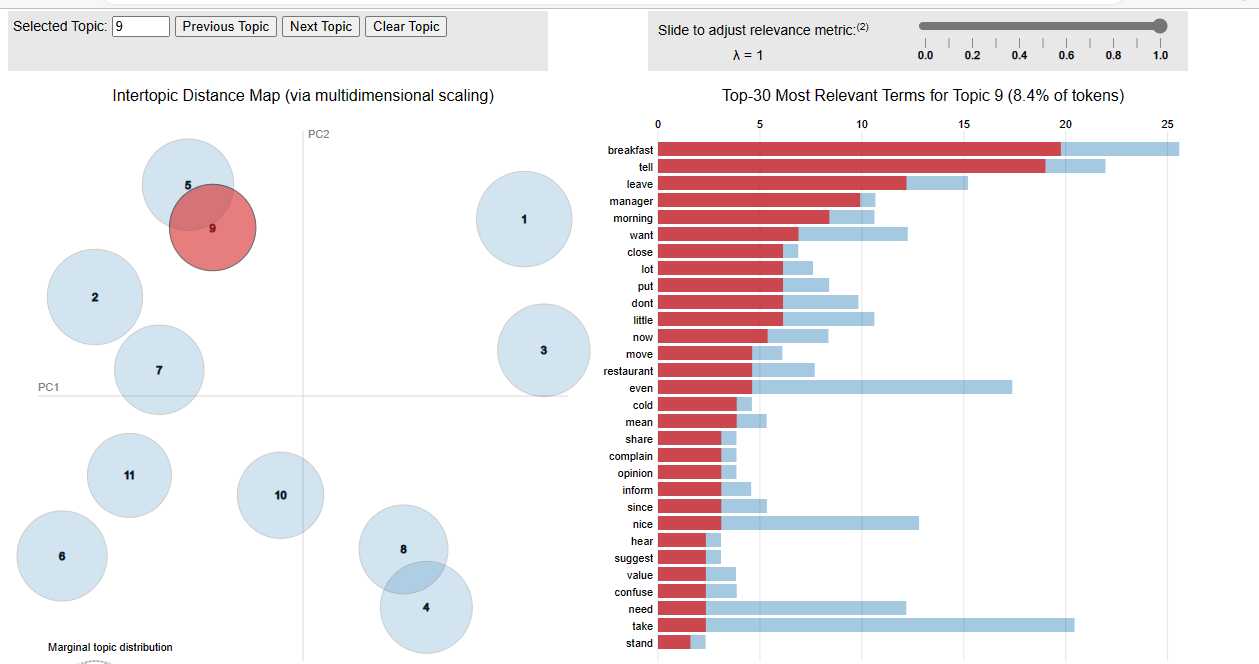 Selected Topic: 9 Previous Topic Next Topic Clear Topic
Slide to adjust relevance metric:(2)
λ = 1
0.0 0.2 0.4 0.6 0.8 1.0
Intertopic Distance Map (via multidimensional scaling)
PC2
5
9
1
2
3
7
PC1
11
10
6
8
4
Marginal topic distribution
Top-30 Most Relevant Terms for Topic 9 (8.4% of tokens)
0 5 10 15 20 25
breakfast
tell
leave
manager
morning
want
close
lot
put
dont
little
now
move
restaurant
even
cold
mean
share
complain
opinion
inform
since
nice
hear
suggest
value
confuse
need
take
stand